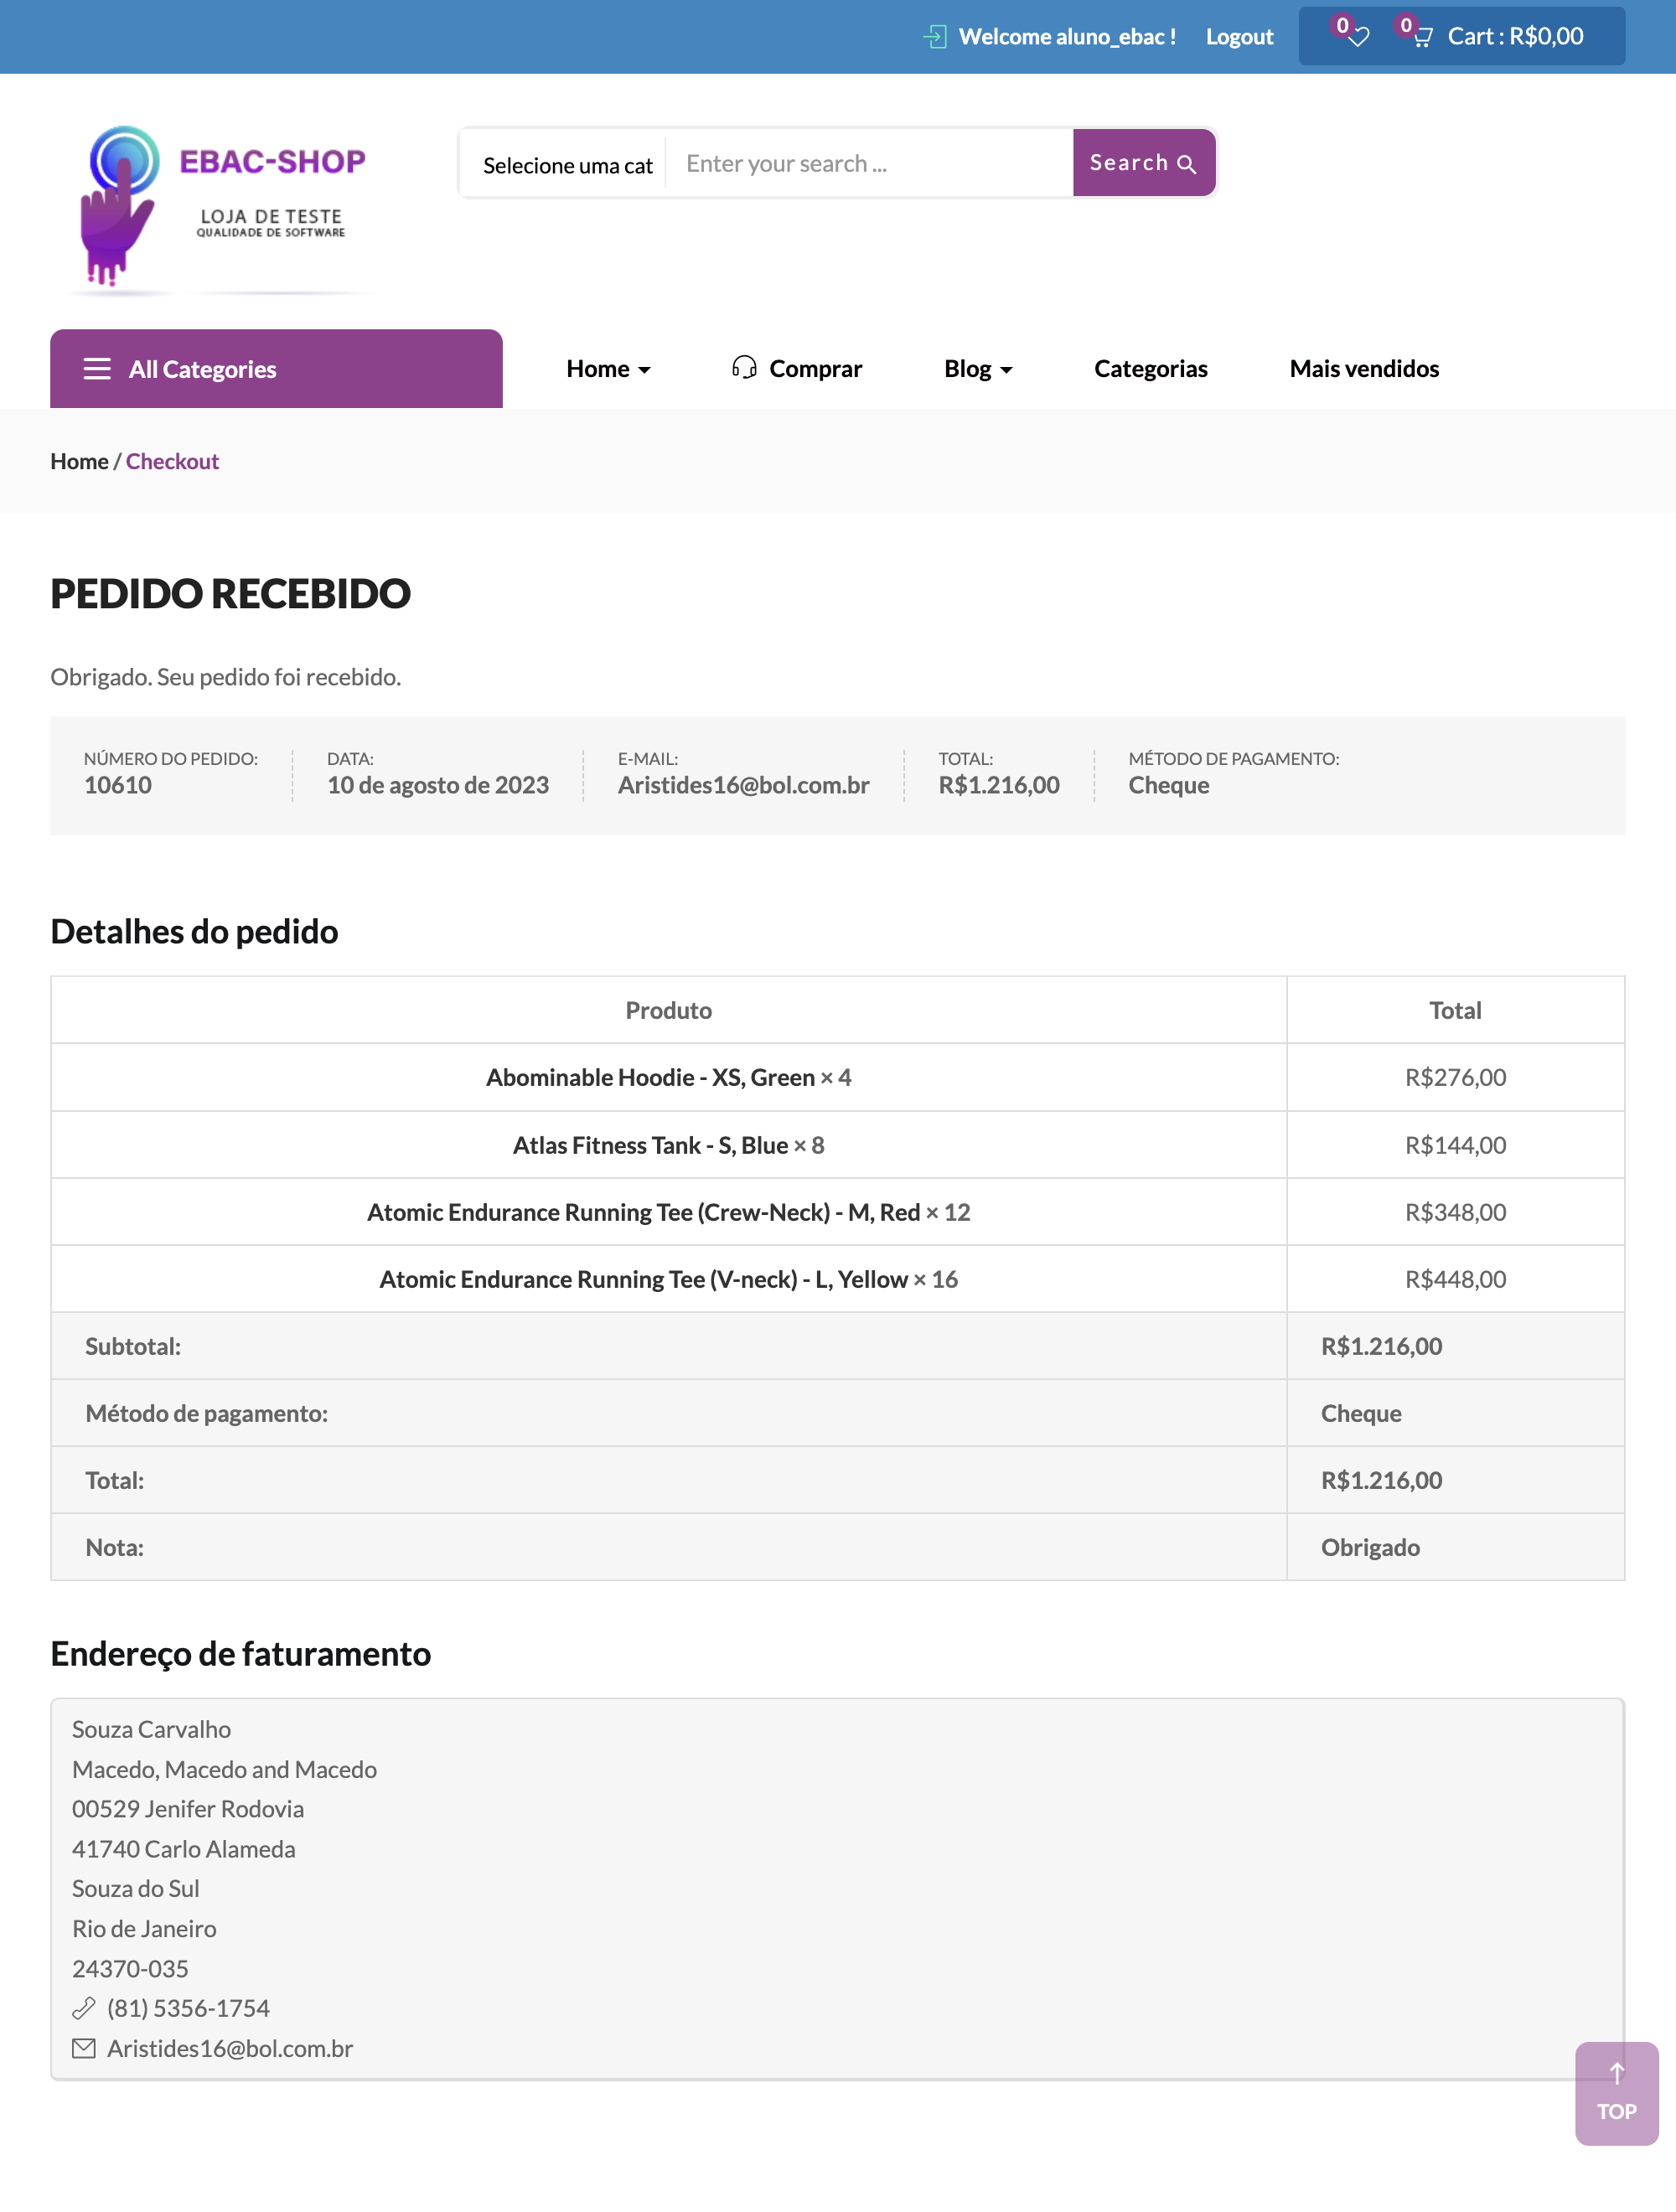 Welcome aluno_ebac ! Logout 0 0 Cart : R$0,00
EBAC-SHOP
LOJA DE TESTE
QUALIDADE DE SOFTWARE
Selecione uma cat Enter your search ... Search
All Categories Home Comprar Blog Categorias Mais vendidos
Home / Checkout
PEDIDO RECEBIDO
Obrigado. Seu pedido foi recebido.
NÚMERO DO PEDIDO: DATA: E-MAIL: TOTAL: MÉTODO DE PAGAMENTO:
10610 10 de agosto de 2023 Aristides16@bol.com.br R$1.216,00 Cheque
Detalhes do pedido
Produto Total
Abominable Hoodie - XS, Green × 4 R$276,00
Atlas Fitness Tank - S, Blue × 8 R$144,00
Atomic Endurance Running Tee (Crew-Neck) - M, Red × 12 R$348,00
Atomic Endurance Running Tee (V-neck) - L, Yellow × 16 R$448,00
Subtotal: R$1.216,00
Método de pagamento: Cheque
Total: R$1.216,00
Nota: Obrigado
Endereço de faturamento
Souza Carvalho
Macedo, Macedo and Macedo
00529 Jenifer Rodovia
41740 Carlo Alameda
Souza do Sul
Rio de Janeiro
24370-035
(81) 5356-1754
Aristides16@bol.com.br
TOP